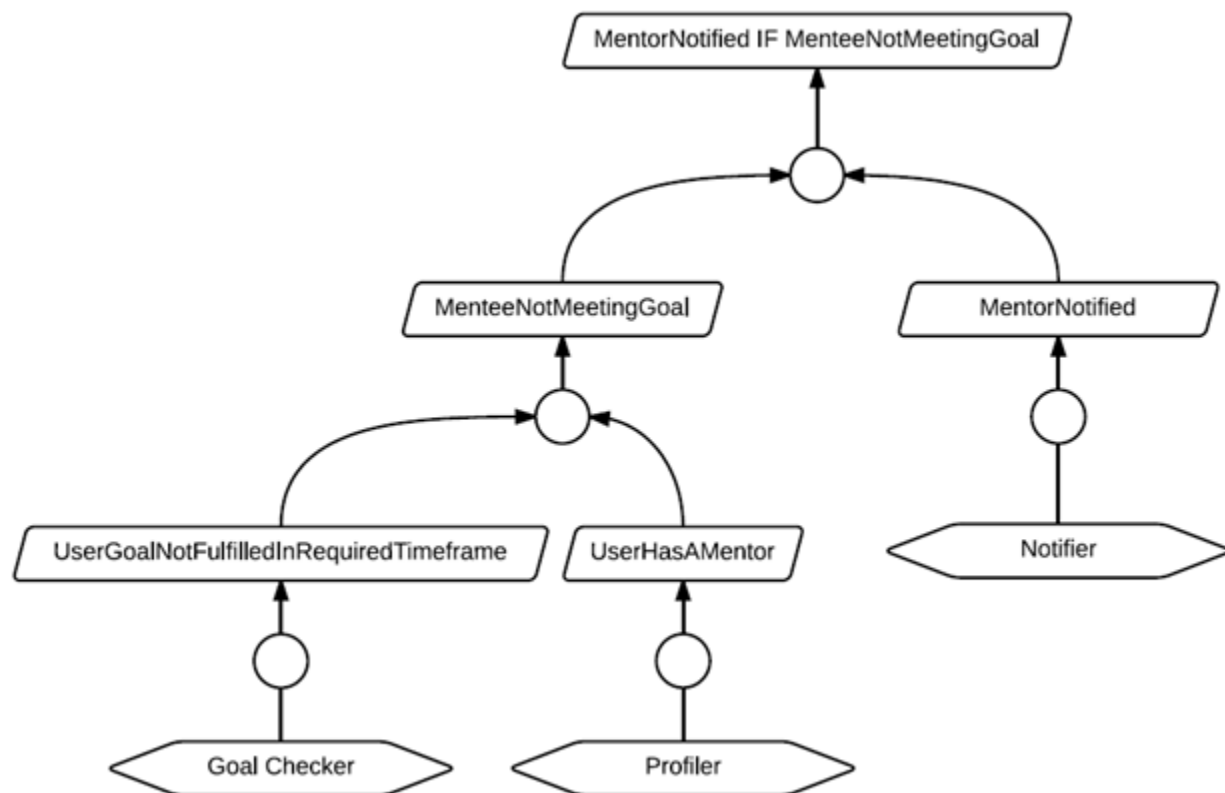 MentorNotified IF MenteeNotMeetingGoal
MenteeNotMeetingGoal
MentorNotified
UserGoalNotFulfilledInRequiredTimeframe
UserHasAMentor
Notifier
Goal Checker
Profiler